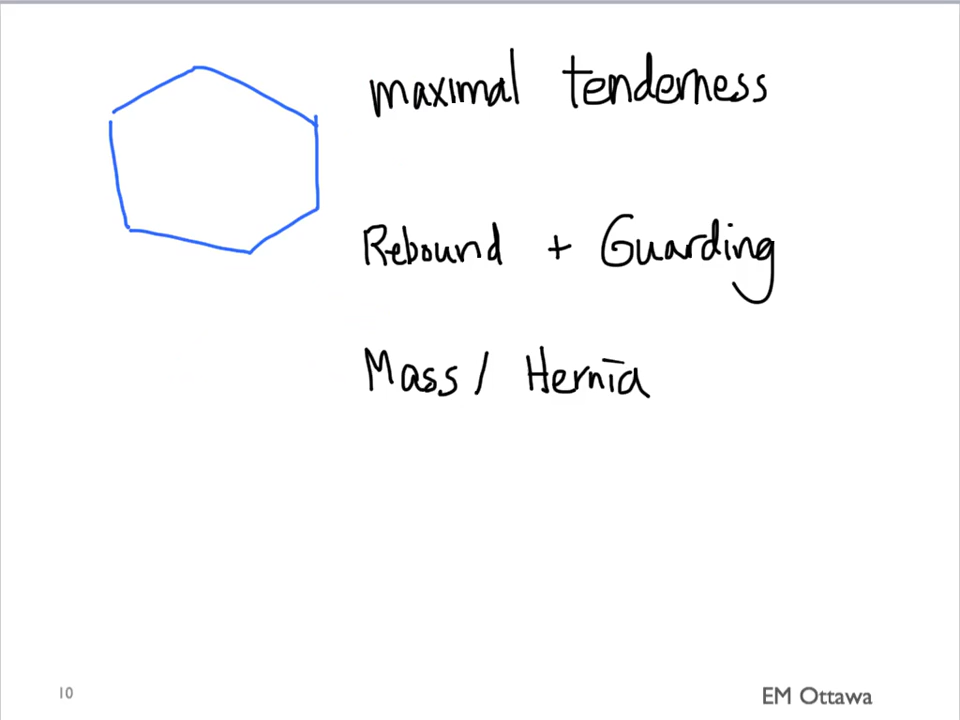 maximal tenderness
Rebound + Guarding
Mass/ Hernia
10
EM Ottawa